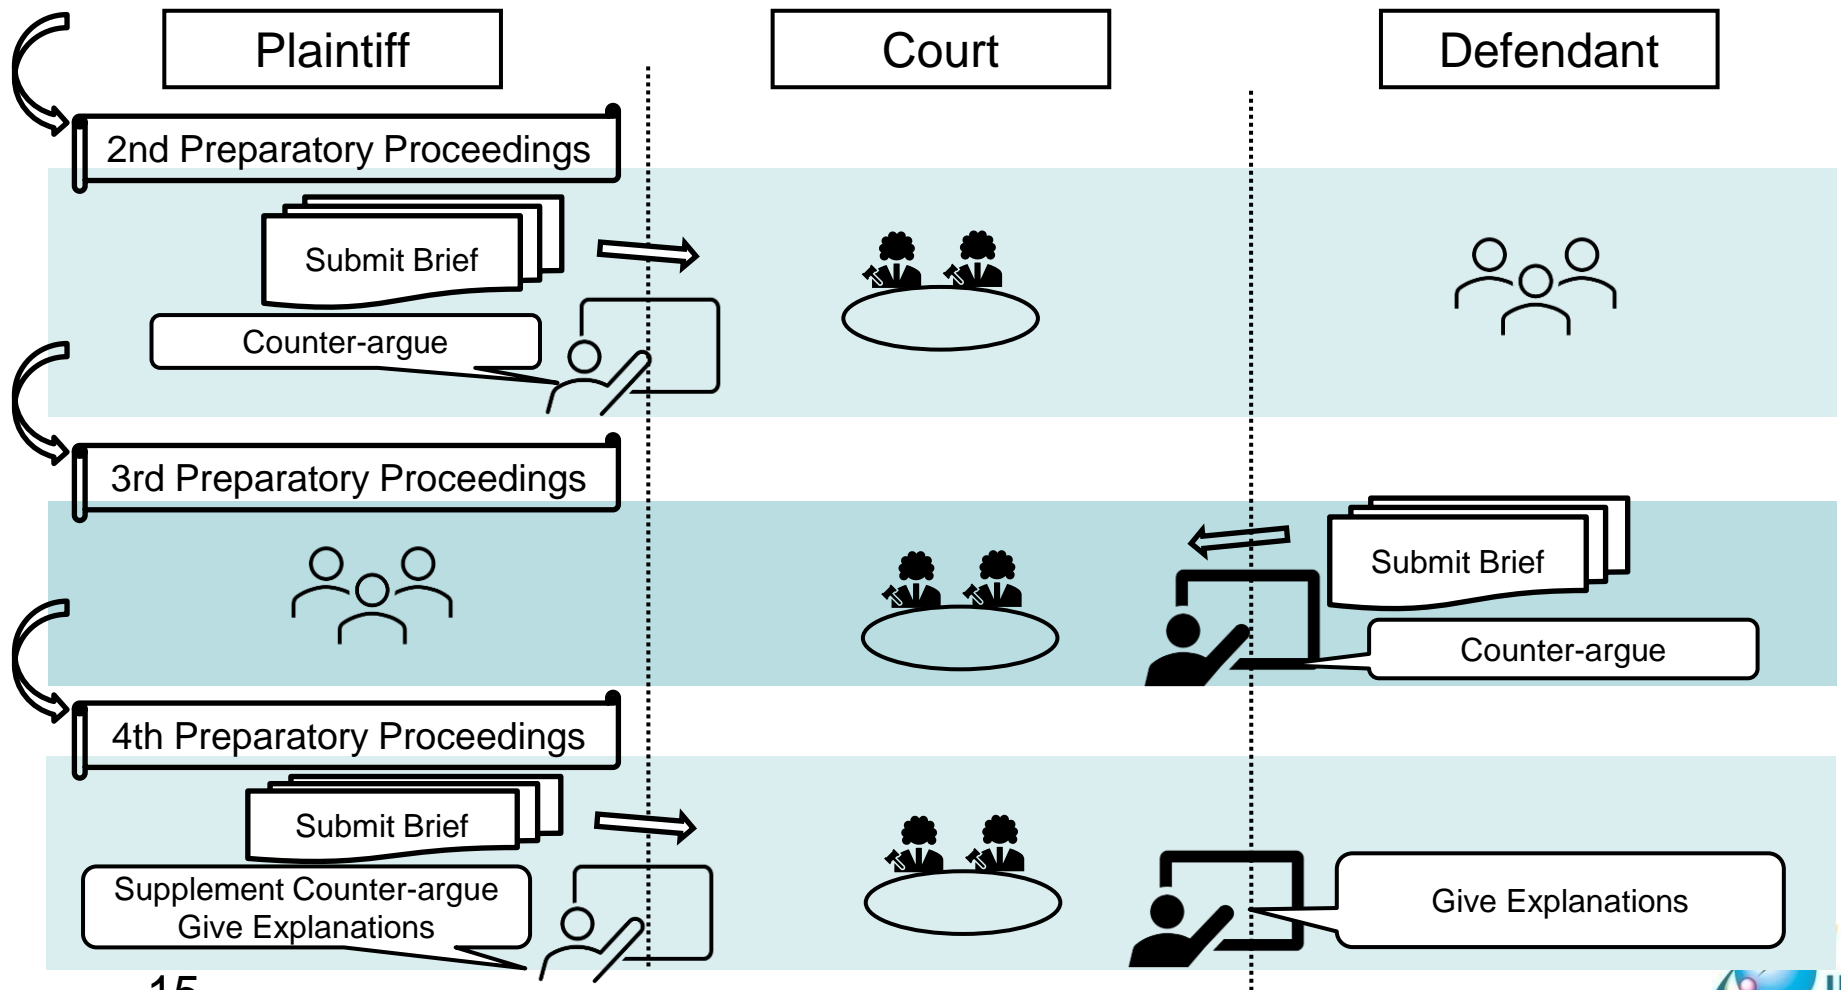 Plaintiff
Court
Defendant
2nd Preparatory Proceedings
Submit Brief
Counter-argue
3rd Preparatory Proceedings
Submit Brief
Counter-argue
4th Preparatory Proceedings
Submit Brief
Supplement Counter-argue
Give Explanations
Give Explanations
15